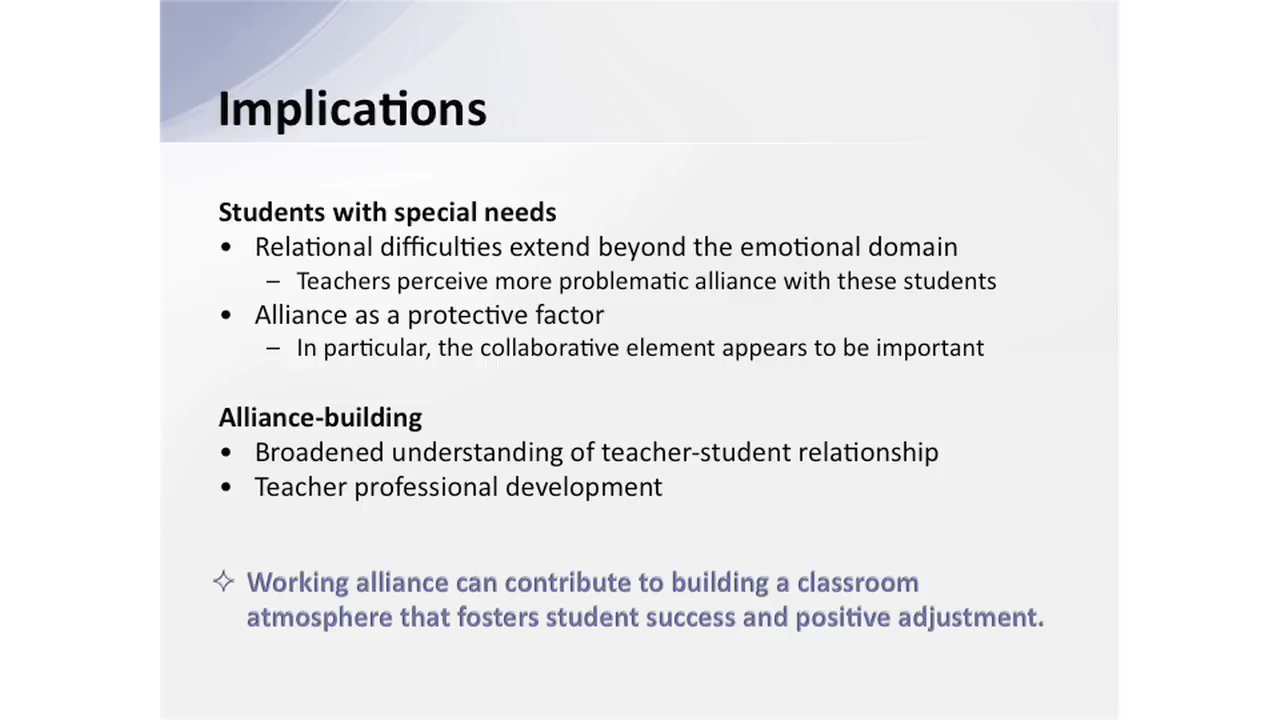 Implications
Students with special needs
• Relational difficulties extend beyond the emotional domain
– Teachers perceive more problematic alliance with these students
• Alliance as a protective factor
– In particular, the collaborative element appears to be important
Alliance-building
• Broadened understanding of teacher-student relationship
• Teacher professional development
✧ Working alliance can contribute to building a classroom
atmosphere that fosters student success and positive adjustment.